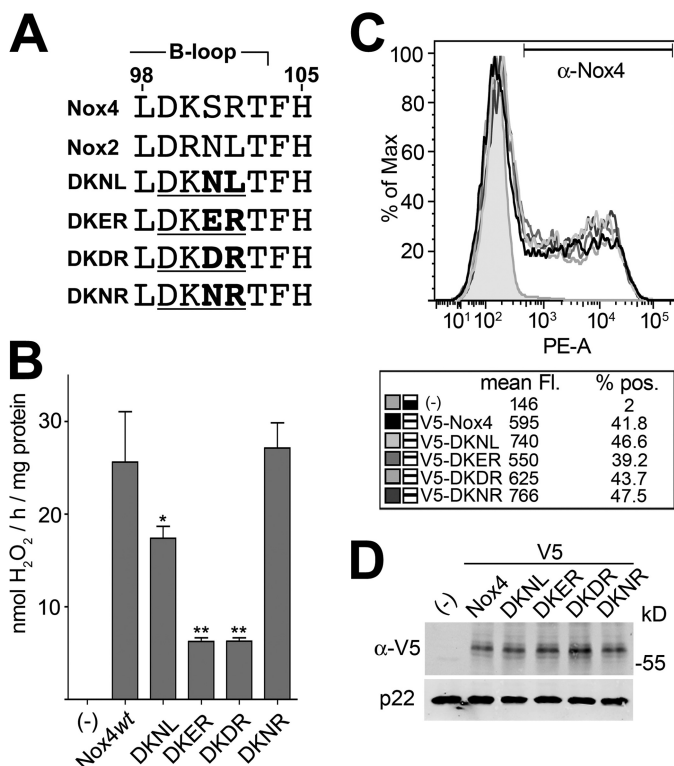 A
B-loop
98 105
Nox4 LDKSRTFH
Nox2 LDRNLTFH
DKNL LDKNLTFH
DKER LDKERTFH
DKDR LDKDRTFH
DKNR LDKNRTFH
B
nmol H₂O₂ / h / mg protein
30
20
10
*
**
**
(-)
Nox4wt
DKNL
DKER
DKDR
DKNR
C
α-Nox4
% of Max
100
80
60
40
20
10¹ 10² 10³ 10⁴ 10⁵
PE-A
mean Fl. % pos.
(-) 146 2
V5-Nox4 595 41.8
V5-DKNL 740 46.6
V5-DKER 550 39.2
V5-DKDR 625 43.7
V5-DKNR 766 47.5
D
V5
(-) Nox4 DKNL DKER DKDR DKNR kD
α-V5
-55
p22